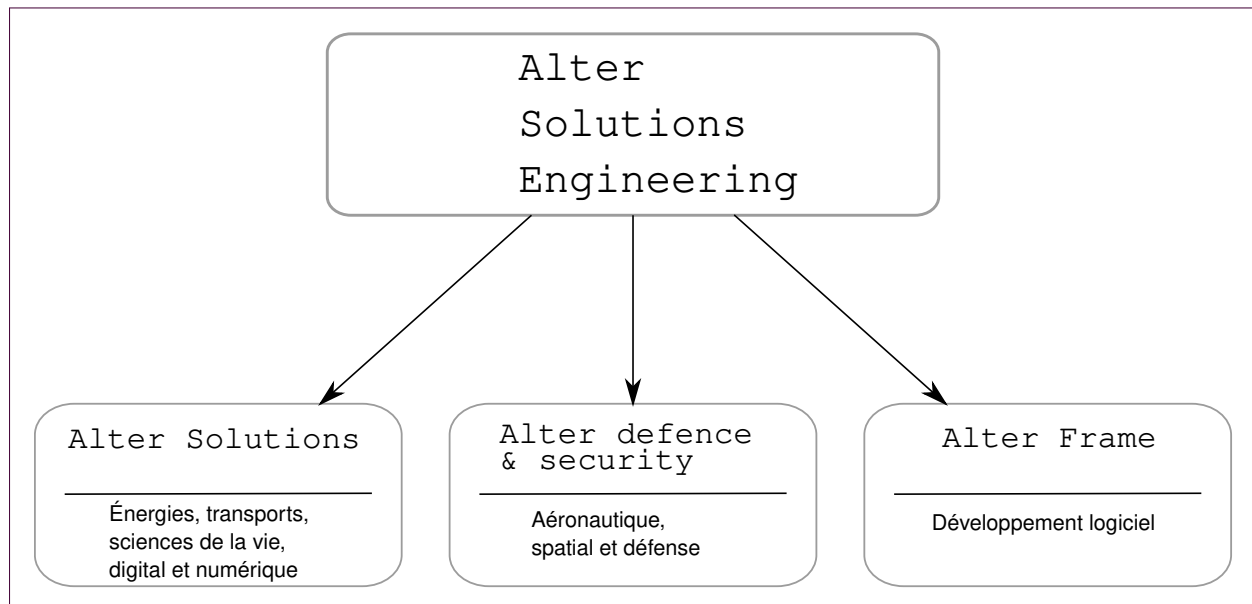 Alter
Solutions
Engineering
Alter Solutions
Énergies, transports,
sciences de la vie,
digital et numérique
Alter defence
& security
Aéronautique,
spatial et défense
Alter Frame
Développement logiciel